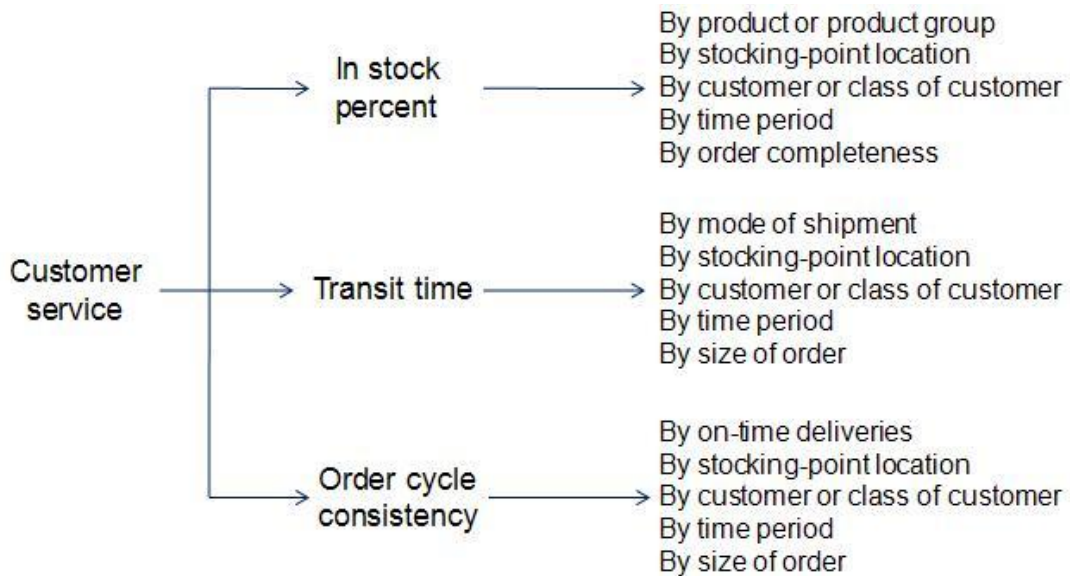 Customer
service
In stock
percent
By product or product group
By stocking-point location
By customer or class of customer
By time period
By order completeness
Transit time
By mode of shipment
By stocking-point location
By customer or class of customer
By time period
By size of order
Order cycle
consistency
By on-time deliveries
By stocking-point location
By customer or class of customer
By time period
By size of order